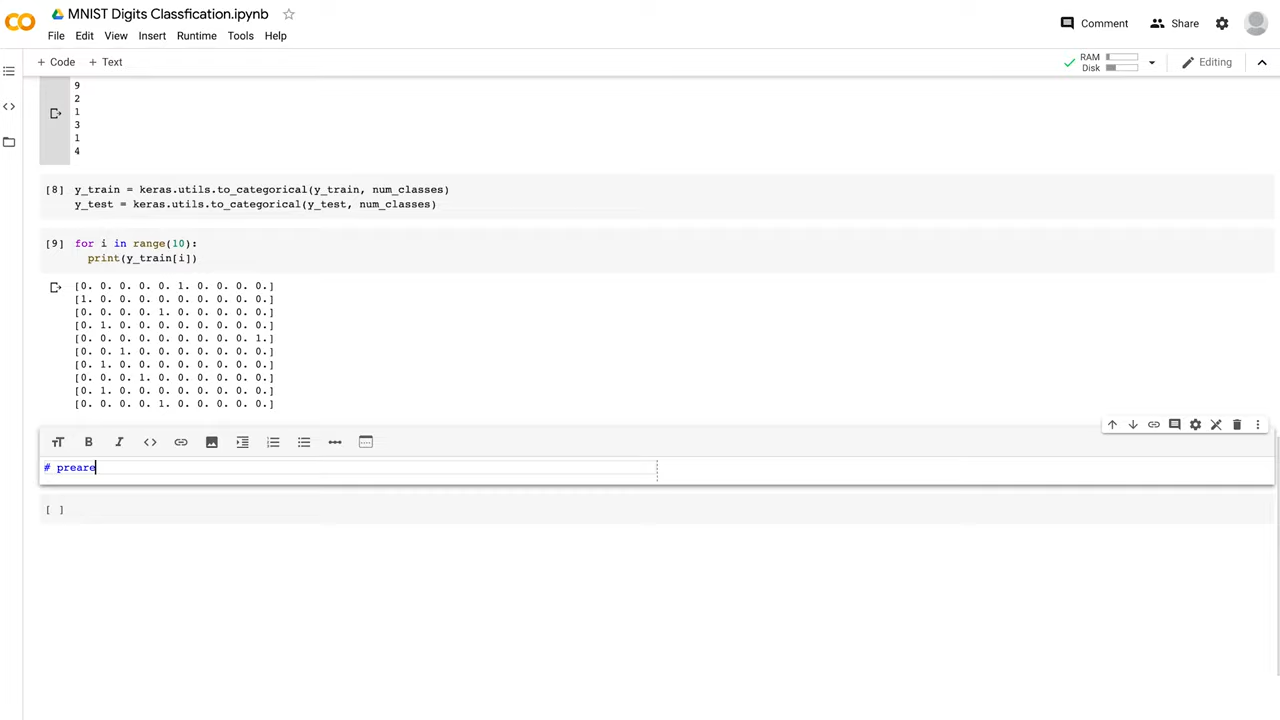 MNIST Digits Classfication.ipynb
Comment
Share
File Edit View Insert Runtime Tools Help
+ Code + Text
RAM
Disk
Editing
9
2
1
3
1
4
[8] y_train = keras.utils.to_categorical(y_train, num_classes)
y_test = keras.utils.to_categorical(y_test, num_classes)
[9] for i in range(10):
print(y_train[i])
[0. 0. 0. 0. 0. 1. 0. 0. 0. 0.]
[1. 0. 0. 0. 0. 0. 0. 0. 0. 0.]
[0. 0. 0. 0. 1. 0. 0. 0. 0. 0.]
[0. 1. 0. 0. 0. 0. 0. 0. 0. 0.]
[0. 0. 0. 0. 0. 0. 0. 0. 0. 1.]
[0. 0. 1. 0. 0. 0. 0. 0. 0. 0.]
[0. 1. 0. 0. 0. 0. 0. 0. 0. 0.]
[0. 0. 0. 1. 0. 0. 0. 0. 0. 0.]
[0. 1. 0. 0. 0. 0. 0. 0. 0. 0.]
[0. 0. 0. 0. 1. 0. 0. 0. 0. 0.]
# preare
[ ]